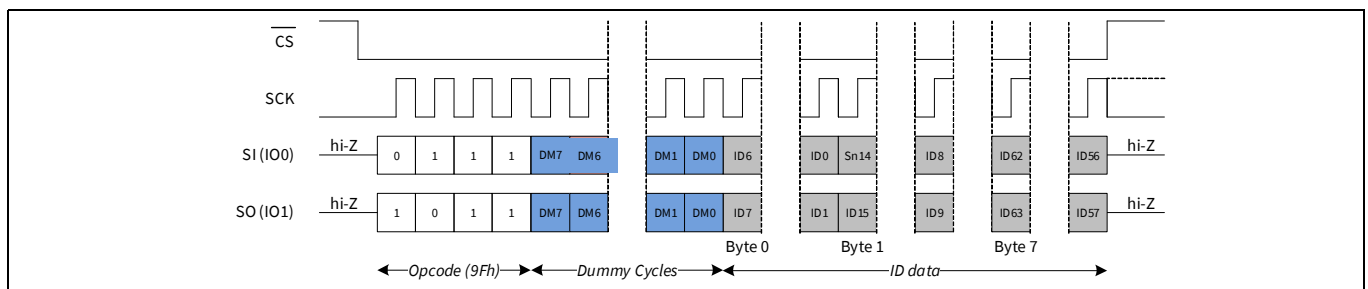 CS
SCK
SI (IO0) hi-Z 0 1 1 1 DM7 DM6 DM1 DM0 ID6 ID0 Sn14 ID8 ID62 ID56 hi-Z
SO (IO1) hi-Z 1 0 1 1 DM7 DM6 DM1 DM0 ID7 ID1 ID15 ID9 ID63 ID57 hi-Z
Byte 0 Byte 1 Byte 7
Opcode (9Fh) Dummy Cycles ID data